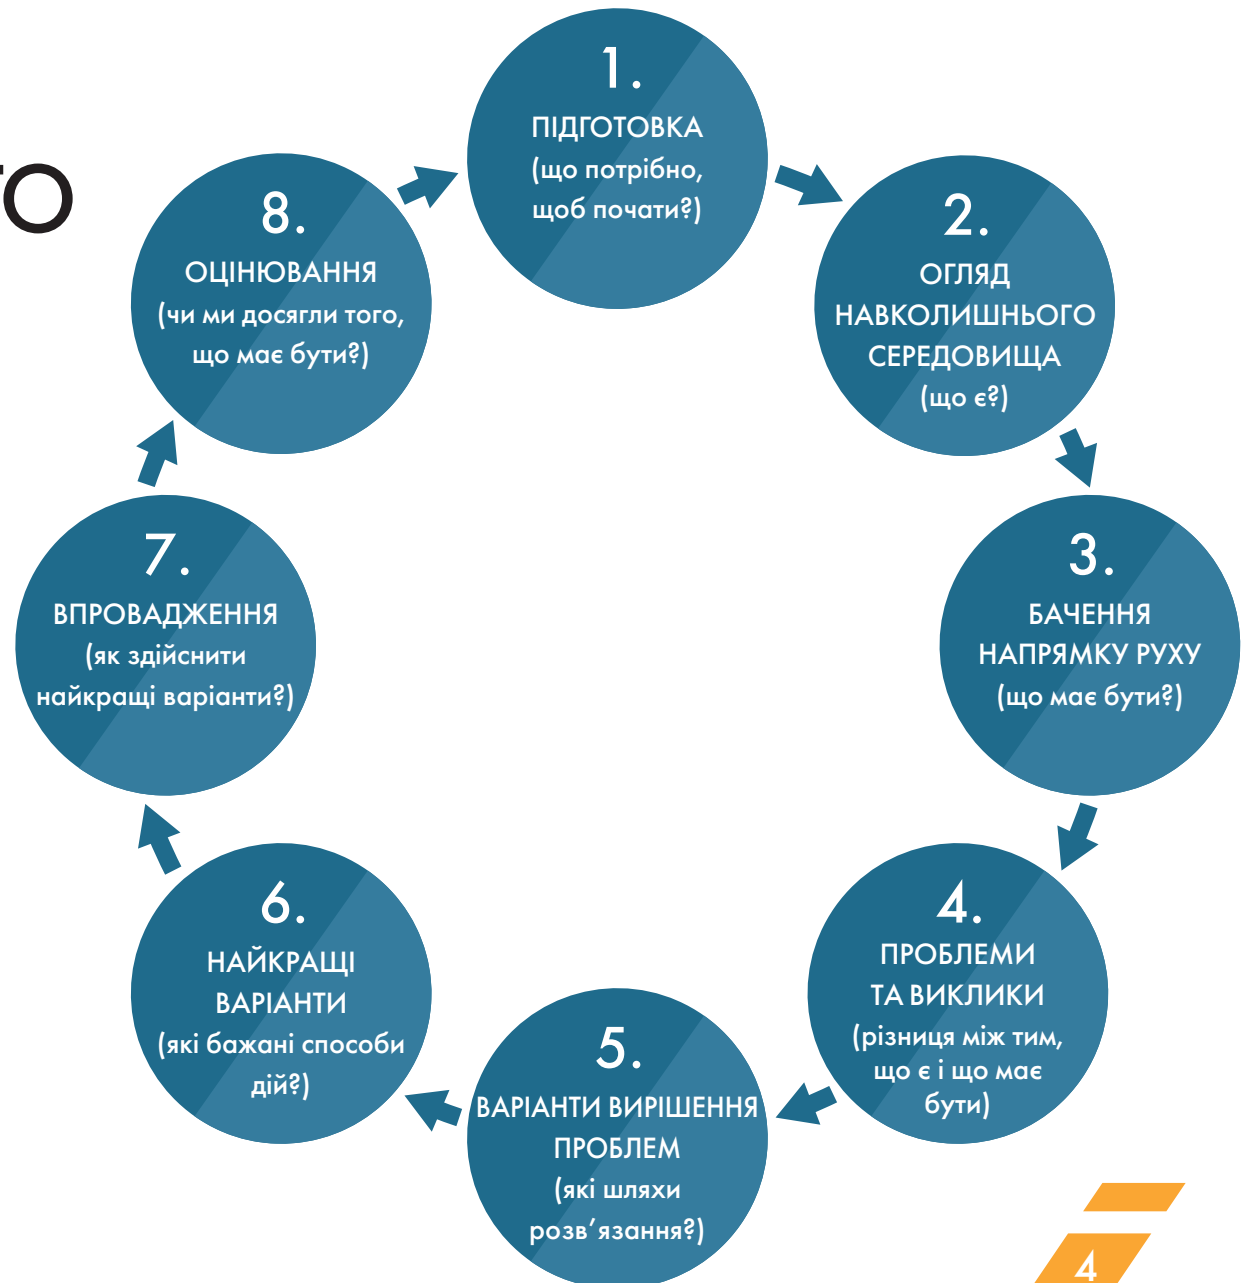 1.
ПІДГОТОВКА
(що потрібно,
щоб почати?)
2.
ОГЛЯД
НАВКОЛИШНЬОГО
СЕРЕДОВИЩА
(що є?)
3.
БАЧЕННЯ
НАПРЯМКУ РУХУ
(що має бути?)
4.
ПРОБЛЕМИ
ТА ВИКЛИКИ
(різниця між тим,
що є і що має
бути)
5.
ВАРІАНТИ ВИРІШЕННЯ
ПРОБЛЕМ
(які шляхи
розв’язання?)
6.
НАЙКРАЩІ
ВАРІАНТИ
(які бажані способи
дій?)
7.
ВПРОВАДЖЕННЯ
(як здійснити
найкращі варіанти?)
8.
ОЦІНЮВАННЯ
(чи ми досягли того,
що має бути?)
4